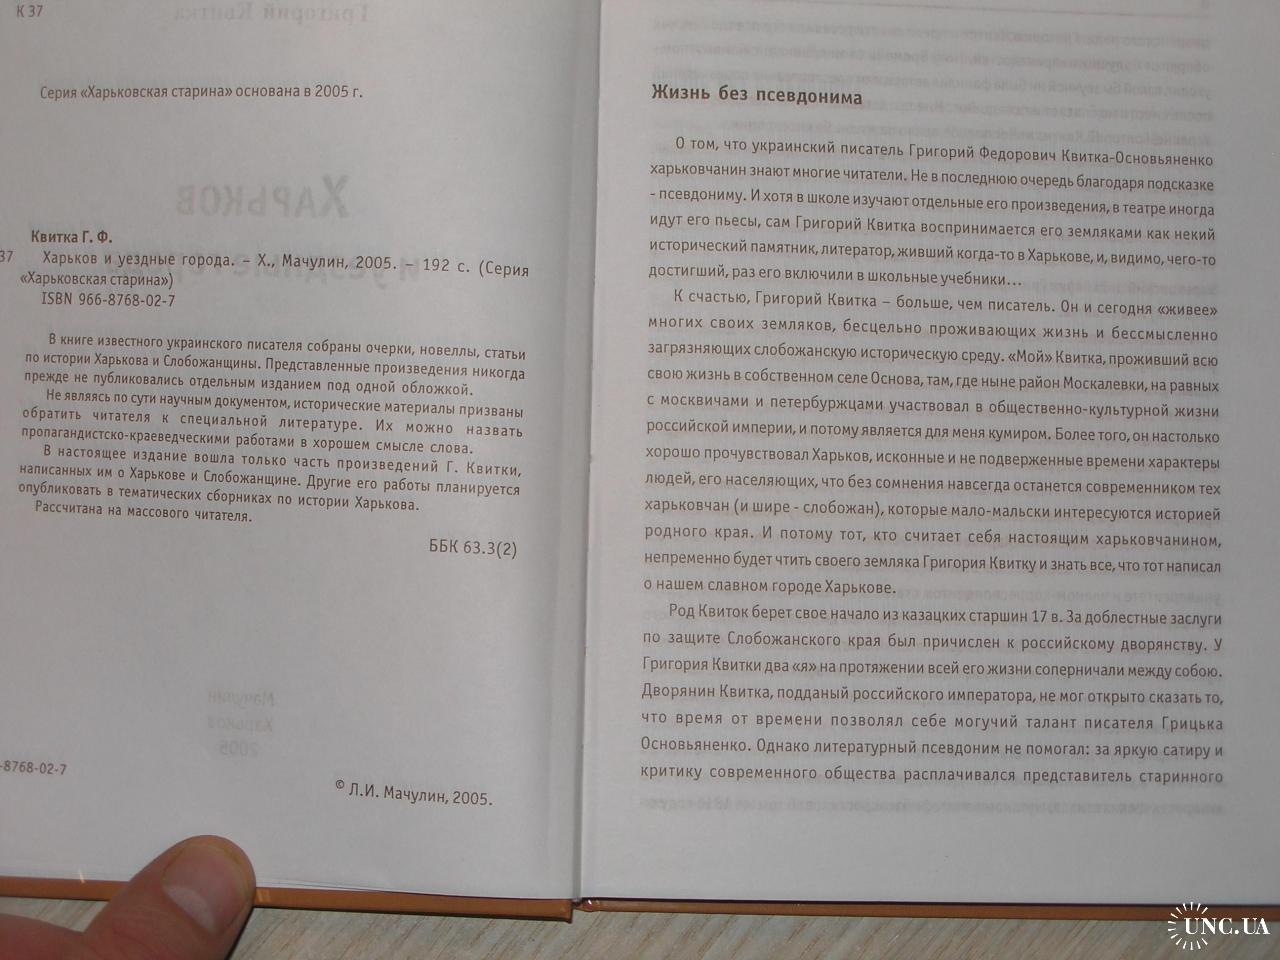 К 37
Серия «Харьковская старина» основана в 2005 г.
Квитка Г. Ф.
37
Харьков и уездные города. – Х., Мачулин, 2005. – 192 с. (Серия
«Харьковская старина»)
ISBN 966-8768-02-7
В книге известного украинского писателя собраны очерки, новеллы, статьи
по истории Харькова и Слобожанщины. Представленные произведения никогда
прежде не публиковались отдельным изданием под одной обложкой.
Не являясь по сути научным документом, исторические материалы призваны
обратить читателя к специальной литературе. Их можно назвать
пропагандистско-краеведческими работами в хорошем смысле слова.
В настоящее издание вошла только часть произведений Г. Квитки,
написанных им о Харькове и Слобожанщине. Другие его работы планируется
опубликовать в тематических сборниках по истории Харькова.
Рассчитана на массового читателя.
ББК 63.3(2)
-8768-02-7
© Л.И. Мачулин, 2005.
Жизнь без псевдонима
О том, что украинский писатель Григорий Федорович Квитка-Основьяненко
харьковчанин знают многие читатели. Не в последнюю очередь благодаря подсказке
- псевдониму. И хотя в школе изучают отдельные его произведения, в театре иногда
идут его пьесы, сам Григорий Квитка воспринимается его земляками как некий
исторический памятник, литератор, живший когда-то в Харькове, и, видимо, чего-то
достигший, раз его включили в школьные учебники...
К счастью, Григорий Квитка – больше, чем писатель. Он и сегодня «живее»
многих своих земляков, бесцельно проживающих жизнь и бессмысленно
загрязняющих слобожанскую историческую среду. «Мой» Квитка, проживший всю
свою жизнь в собственном селе Основа, там, где ныне район Москалевки, на равных
с москвичами и петербуржцами участвовал в общественно-культурной жизни
российской империи, и потому является для меня кумиром. Более того, он настолько
хорошо прочувствовал Харьков, исконные и не подверженные времени характеры
людей, его населяющих, что без сомнения навсегда останется современником тех
харьковчан (и шире - слобожан), которые мало-мальски интересуются историей
родного края. И потому тот, кто считает себя настоящим харьковчанином,
непременно будет чтить своего земляка Григория Квитку и знать все, что тот написал
о нашем славном городе Харькове.
Род Квиток берет свое начало из казацких старшин 17 в. За доблестные заслуги
по защите Слобожанского края был причислен к российскому дворянству. У
Григория Квитки два «я» на протяжении всей его жизни соперничали между собою.
Дворянин Квитка, подданый российского императора, не мог открыто сказать то,
что время от времени позволял себе могучий талант писателя Грицька
Основьяненко. Однако литературный псевдоним не помогал: за яркую сатиру и
критику современного общества расплачивался представитель старинного
UNC.UA